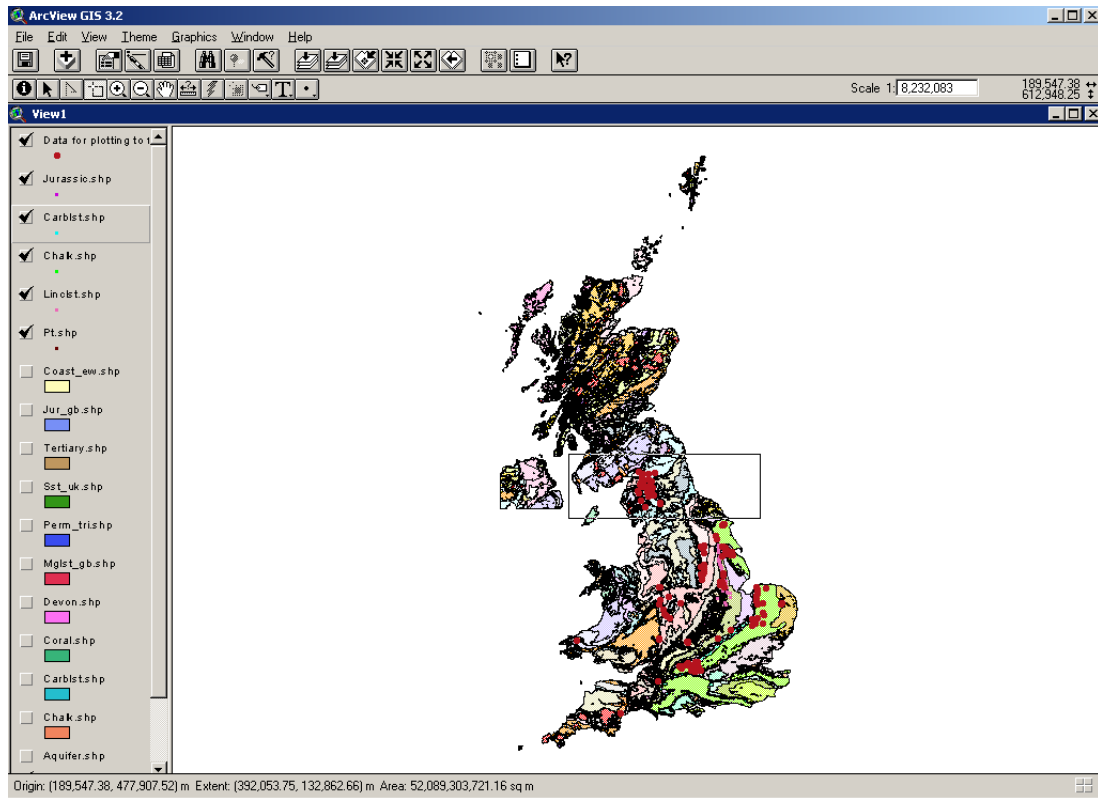 ArcView GIS 3.2
File Edit View Theme Graphics Window Help
Scale 1: 8,232,083
189,547.38
612,948.25
View1
Data for plotting to t
Jurassic.shp
Carblst.shp
Chalk.shp
Linclst.shp
Pt.shp
Coast_ew.shp
Jur_gb.shp
Tertiary.shp
Sst_uk.shp
Perm_tri.shp
Mglst_gb.shp
Devon.shp
Coral.shp
Carblst.shp
Chalk.shp
Aquifer.shp
Origin: (189,547.38, 477,907.52) m Extent: (392,053.75, 132,862.66) m Area: 52,089,303,721.16 sq m